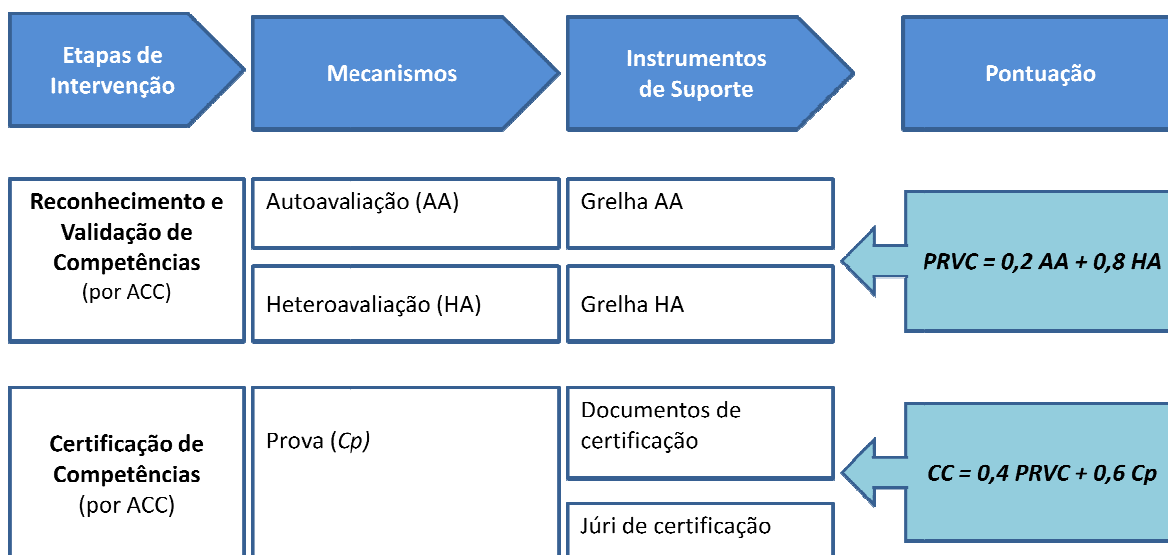 Etapas de
Intervenção
Mecanismos
Instrumentos
de Suporte
Pontuação
Reconhecimento e
Validação de
Competências
(por ACC)
Autoavaliação (AA)
Grelha AA
Heteroavaliação (HA)
Grelha HA
PRVC = 0,2 AA + 0,8 HA
Certificação de
Competências
(por ACC)
Prova (Cp)
Documentos de
certificação
Júri de certificação
CC = 0,4 PRVC + 0,6 Cp